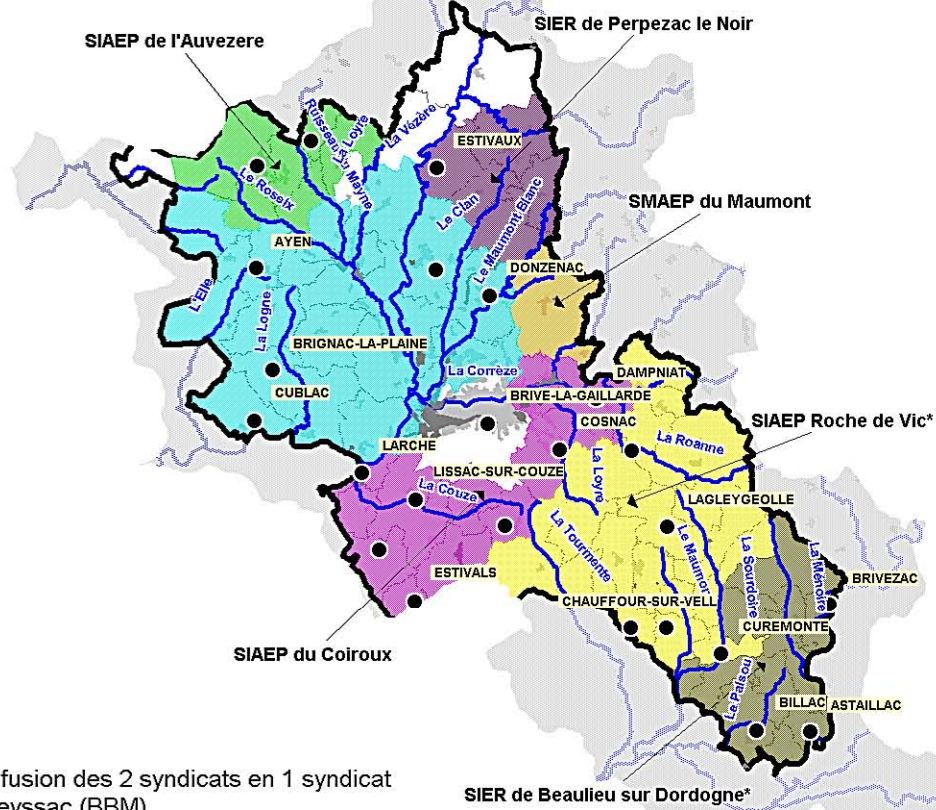 SIER de Perpezac le Noir
SIAEP de l'Auvezere
La Vézère
ESTIVAUX
Le Roseix
Le Clan
Le Maumont Blanc
SMAEP du Maumont
AYEN
DONZENAC
L'Elle
La Logne
BRIGNAC-LA-PLAINE
La Corrèze
DAMPNIAT
CUBLAC
BRIVE-LA-GAILLARDE
COSNAC
SIAEP Roche de Vic*
LARCHE
La Roanne
LISSAC-SUR-COUZE
La Loyre
La Couze
LAGLEYGEOLLE
La Tourmente
Le Maumont
La Sourdoire
La Ménoire
ESTIVALS
BRIVEZAC
CHAUFFOUR-SUR-VELL
CUREMONTE
SIAEP du Coiroux
Le Palsou
BILLAC
ASTAILLAC
fusion des 2 syndicats en 1 syndicat
eyssac (BBM)
SIER de Beaulieu sur Dordogne*